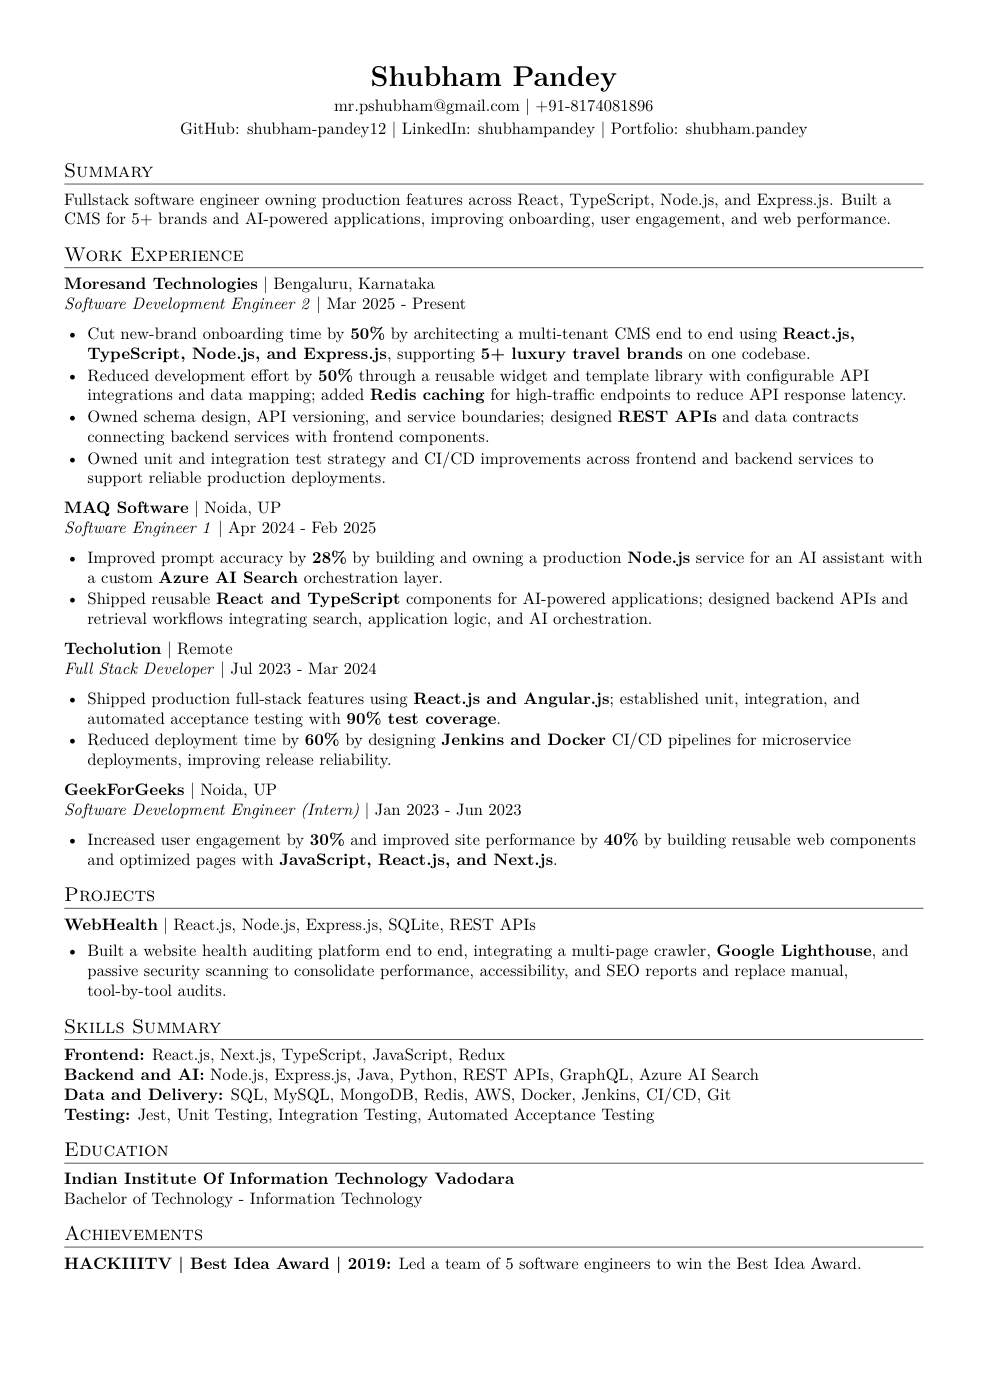 Shubham Pandey
mr.pshubham@gmail.com | +91-8174081896
GitHub: shubham-pandey12 | LinkedIn: shubhampandey | Portfolio: shubham.pandey
Summary
Fullstack software engineer owning production features across React, TypeScript, Node.js, and Express.js. Built a
CMS for 5+ brands and AI-powered applications, improving onboarding, user engagement, and web performance.
Work Experience
Moresand Technologies | Bengaluru, Karnataka
Software Development Engineer 2 | Mar 2025 - Present
• Cut new-brand onboarding time by 50% by architecting a multi-tenant CMS end to end using React.js,
TypeScript, Node.js, and Express.js, supporting 5+ luxury travel brands on one codebase.
• Reduced development effort by 50% through a reusable widget and template library with configurable API
integrations and data mapping; added Redis caching for high-traffic endpoints to reduce API response latency.
• Owned schema design, API versioning, and service boundaries; designed REST APIs and data contracts
connecting backend services with frontend components.
• Owned unit and integration test strategy and CI/CD improvements across frontend and backend services to
support reliable production deployments.
MAQ Software | Noida, UP
Software Engineer 1 | Apr 2024 - Feb 2025
• Improved prompt accuracy by 28% by building and owning a production Node.js service for an AI assistant with
a custom Azure AI Search orchestration layer.
• Shipped reusable React and TypeScript components for AI-powered applications; designed backend APIs and
retrieval workflows integrating search, application logic, and AI orchestration.
Techolution | Remote
Full Stack Developer | Jul 2023 - Mar 2024
• Shipped production full-stack features using React.js and Angular.js; established unit, integration, and
automated acceptance testing with 90% test coverage.
• Reduced deployment time by 60% by designing Jenkins and Docker CI/CD pipelines for microservice
deployments, improving release reliability.
GeekForGeeks | Noida, UP
Software Development Engineer (Intern) | Jan 2023 - Jun 2023
• Increased user engagement by 30% and improved site performance by 40% by building reusable web components
and optimized pages with JavaScript, React.js, and Next.js.
Projects
WebHealth | React.js, Node.js, Express.js, SQLite, REST APIs
• Built a website health auditing platform end to end, integrating a multi-page crawler, Google Lighthouse, and
passive security scanning to consolidate performance, accessibility, and SEO reports and replace manual,
tool-by-tool audits.
Skills Summary
Frontend: React.js, Next.js, TypeScript, JavaScript, Redux
Backend and AI: Node.js, Express.js, Java, Python, REST APIs, GraphQL, Azure AI Search
Data and Delivery: SQL, MySQL, MongoDB, Redis, AWS, Docker, Jenkins, CI/CD, Git
Testing: Jest, Unit Testing, Integration Testing, Automated Acceptance Testing
Education
Indian Institute Of Information Technology Vadodara
Bachelor of Technology - Information Technology
Achievements
HACKIIITV | Best Idea Award | 2019: Led a team of 5 software engineers to win the Best Idea Award.